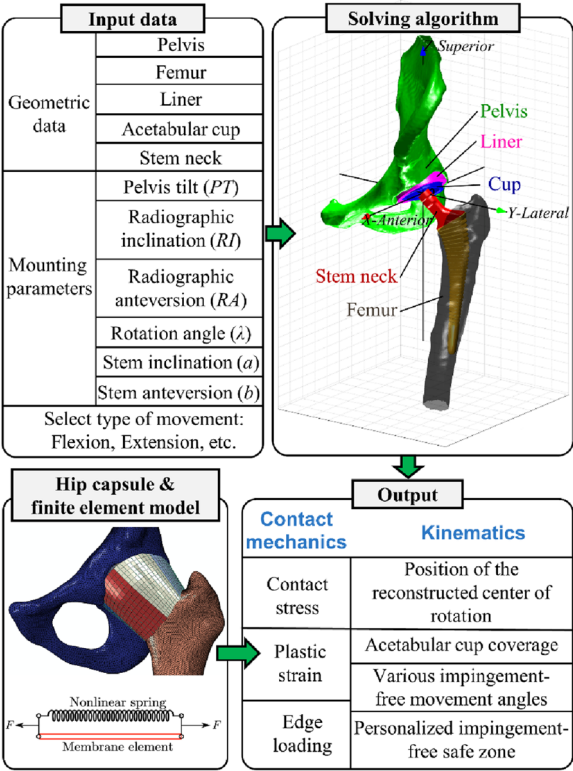 Input data
Geometric
data
Pelvis
Femur
Liner
Acetabular cup
Stem neck
Mounting
parameters
Pelvis tilt (PT)
Radiographic
inclination (RI)
Radiographic
anteversion (RA)
Rotation angle (λ)
Stem inclination (a)
Stem anteversion (b)
Select type of movement:
Flexion, Extension, etc.
Solving algorithm
Superior
Pelvis
Liner
Cup
X-Anterior
Y-Lateral
Stem neck
Femur
Hip capsule &
finite element model
Nonlinear spring
F
F
Membrane element
Output
Contact
mechanics
Kinematics
Contact
stress
Position of the
reconstructed center of
rotation
Plastic
strain
Acetabular cup coverage
Various impingement-
free movement angles
Edge
loading
Personalized impingement-
free safe zone